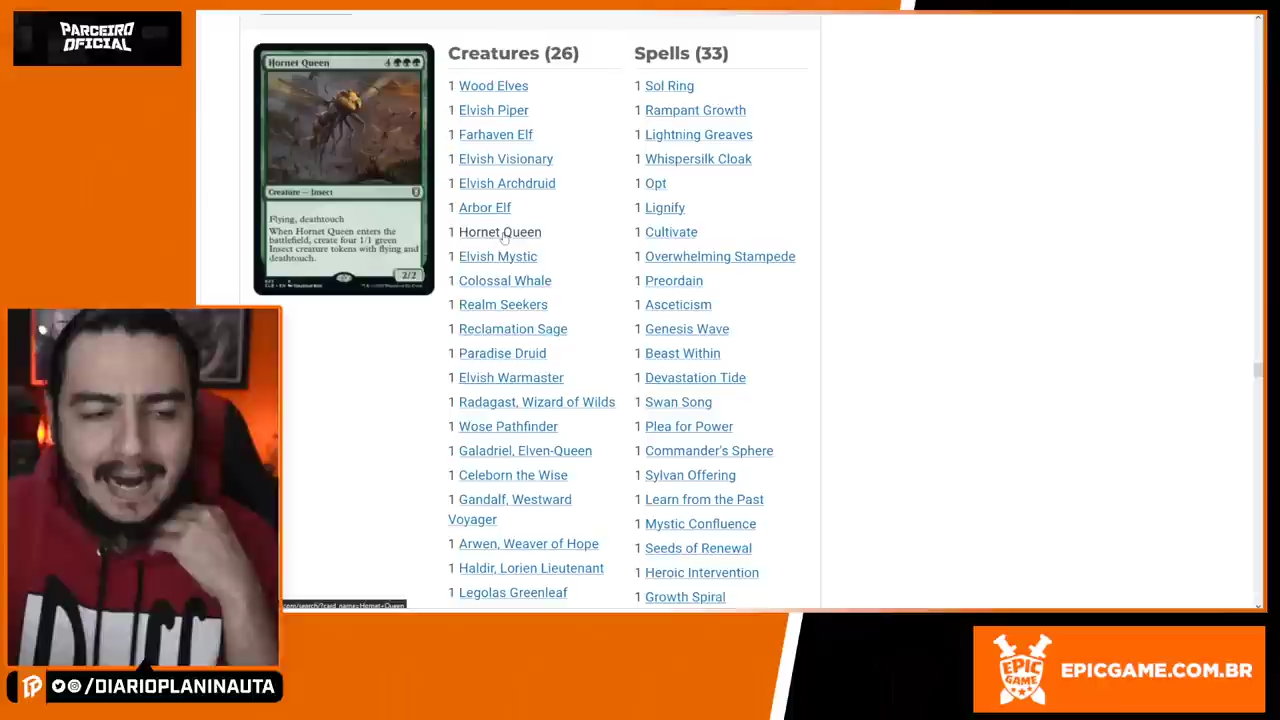 PARCEIRO
OFICIAL
Hornet Queen 4
Creature — Insect
Flying, deathtouch
When Hornet Queen enters the
battlefield, create four 1/1 green
Insect creature tokens with flying and
deathtouch.
2/2
Creatures (26)
1 Wood Elves
1 Elvish Piper
1 Farhaven Elf
1 Elvish Visionary
1 Elvish Archdruid
1 Arbor Elf
1 Hornet Queen
1 Elvish Mystic
1 Colossal Whale
1 Realm Seekers
1 Reclamation Sage
1 Paradise Druid
1 Elvish Warmaster
1 Radagast, Wizard of Wilds
1 Wose Pathfinder
1 Galadriel, Elven-Queen
1 Celeborn the Wise
1 Gandalf, Westward
Voyager
1 Arwen, Weaver of Hope
1 Haldir, Lorien Lieutenant
1 Legolas Greenleaf
Spells (33)
1 Sol Ring
1 Rampant Growth
1 Lightning Greaves
1 Whispersilk Cloak
1 Opt
1 Lignify
1 Cultivate
1 Overwhelming Stampede
1 Preordain
1 Asceticism
1 Genesis Wave
1 Beast Within
1 Devastation Tide
1 Swan Song
1 Plea for Power
1 Commander's Sphere
1 Sylvan Offering
1 Learn from the Past
1 Mystic Confluence
1 Seeds of Renewal
1 Heroic Intervention
1 Growth Spiral
.com/search/?card_name=Hornet+Queen
/DIARIOPLANINAUTA
EPIC
GAME
EPICGAME.COM.BR